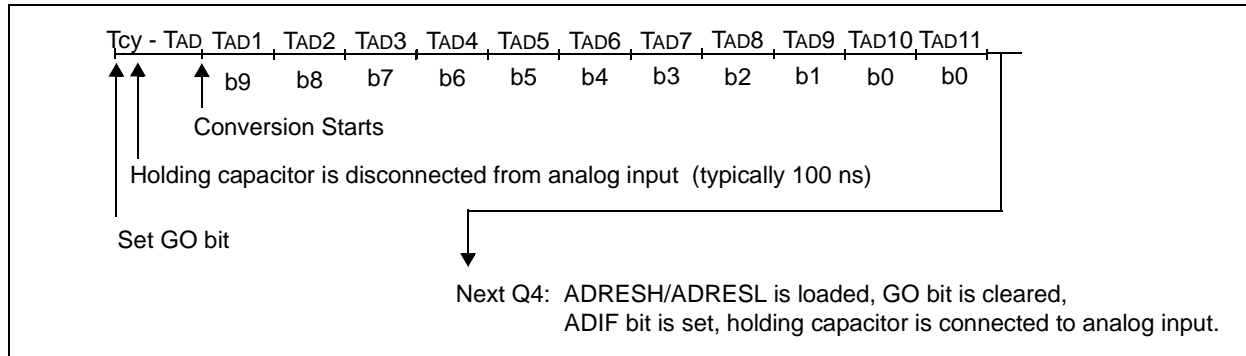 Tcy - TAD TAD1 TAD2 TAD3 TAD4 TAD5 TAD6 TAD7 TAD8 TAD9 TAD10 TAD11
b9 b8 b7 b6 b5 b4 b3 b2 b1 b0 b0
Conversion Starts
Holding capacitor is disconnected from analog input (typically 100 ns)
Set GO bit
Next Q4: ADRESH/ADRESL is loaded, GO bit is cleared,
ADIF bit is set, holding capacitor is connected to analog input.